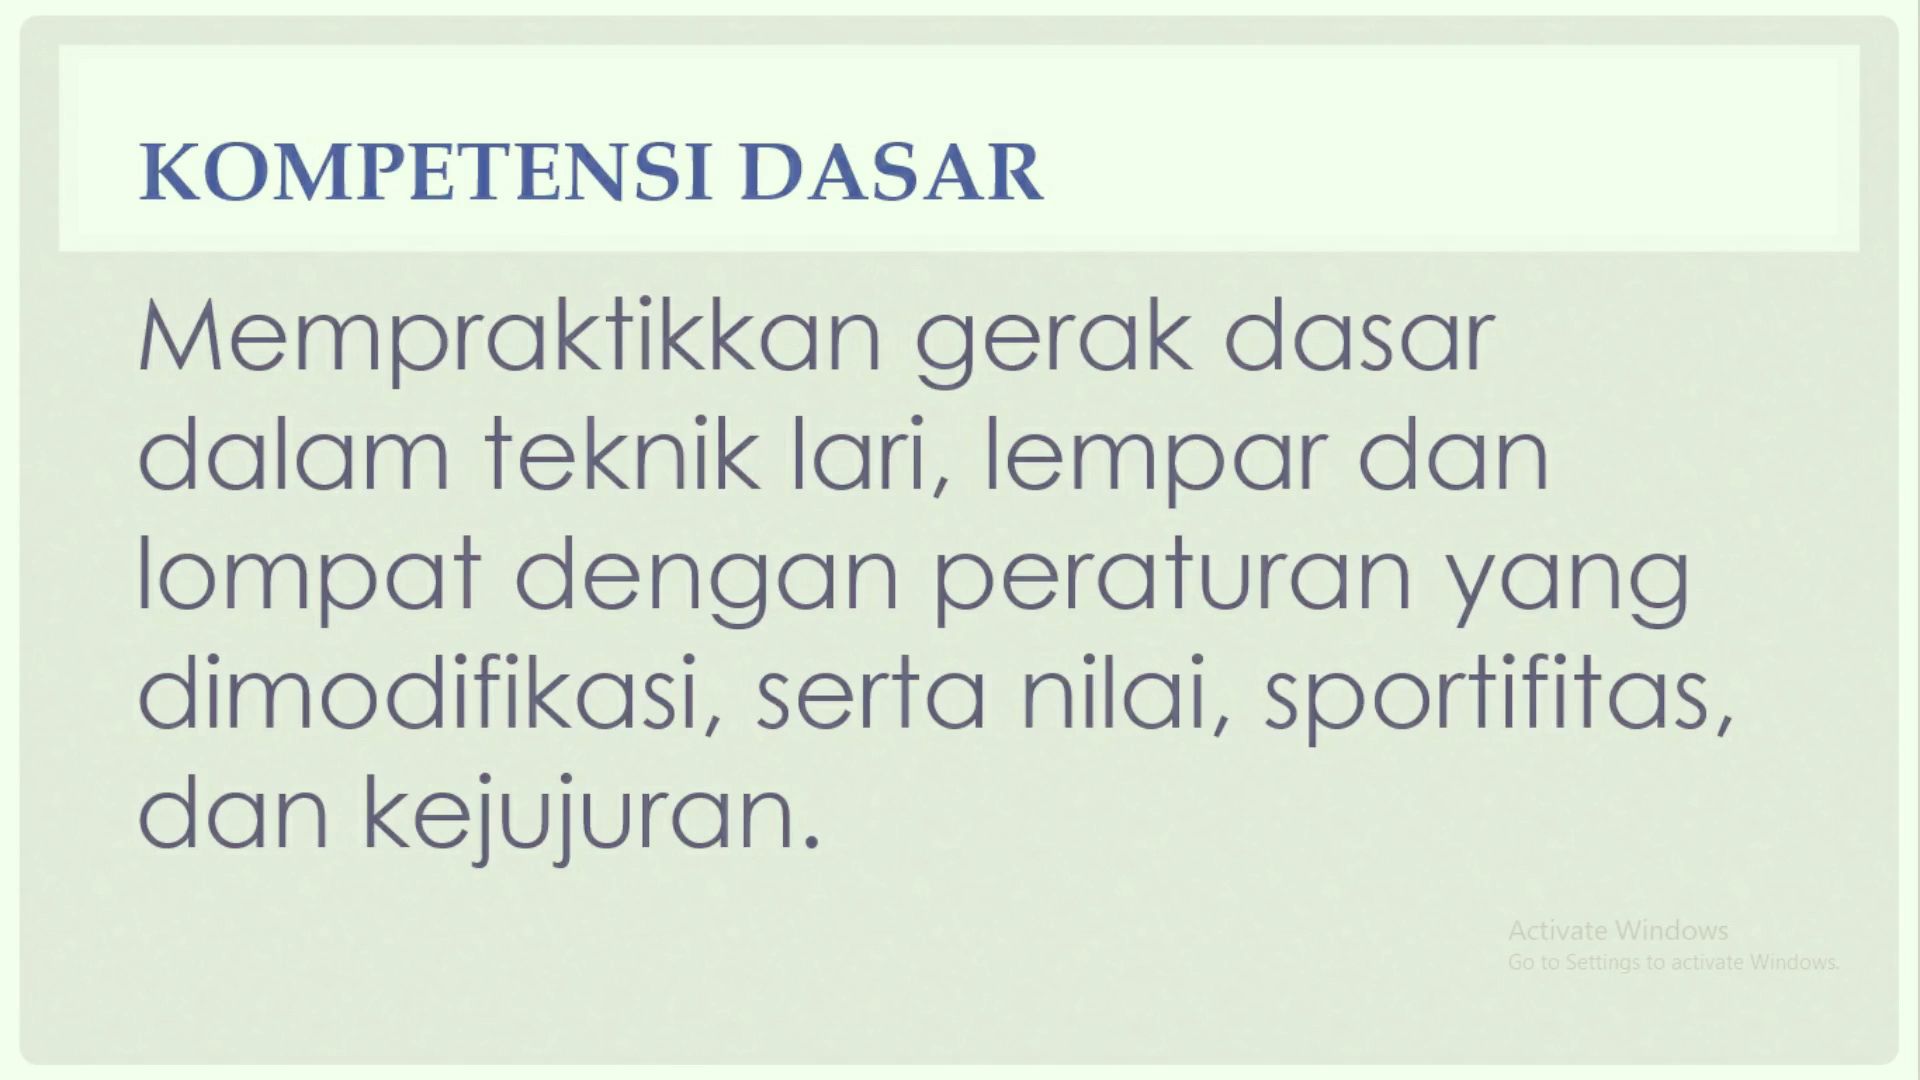 KOMPETENSI DASAR
Mempraktikkan gerak dasar
dalam teknik lari, lempar dan
lompat dengan peraturan yang
dimodifikasi, serta nilai, sportifitas,
dan kejujuran.
Activate Windows
Go to Settings to activate Windows.